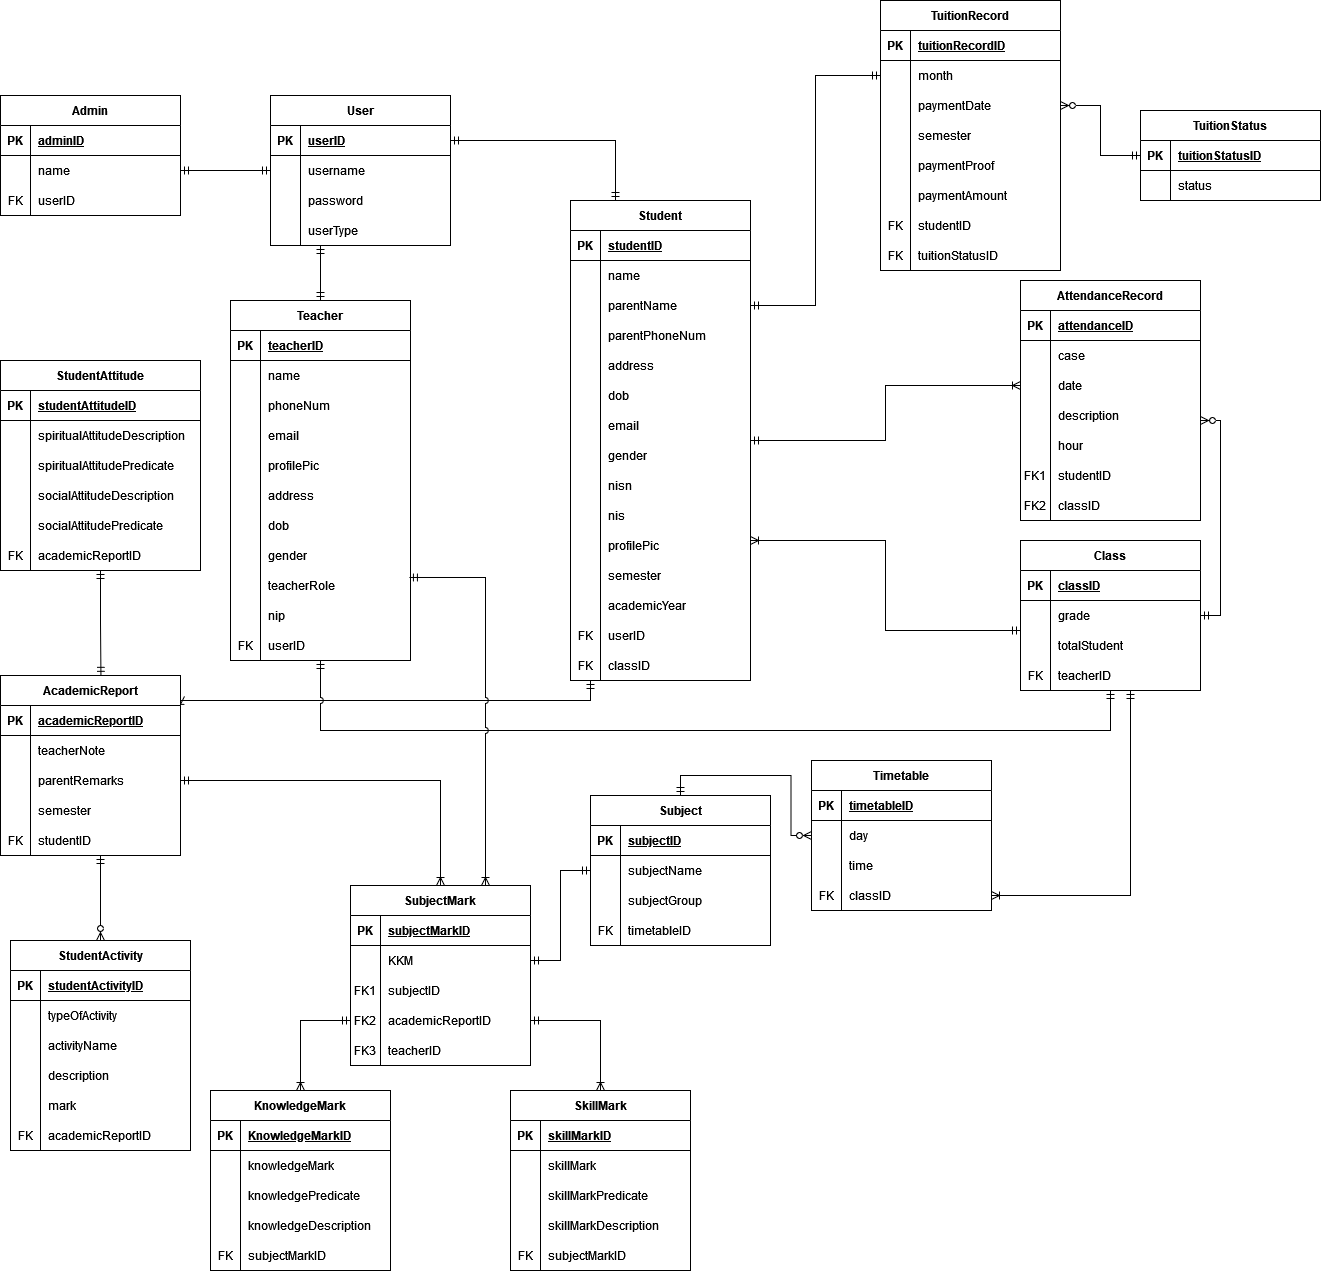 TuitionRecord
PK tuitionRecordID
month
paymentDate
semester
paymentProof
paymentAmount
FK studentID
FK tuitionStatusID
Admin
PK adminID
name
FK userID
User
PK userID
username
password
userType
TuitionStatus
PK tuitionStatusID
status
Student
PK studentID
name
parentName
parentPhoneNum
address
dob
email
gender
nisn
nis
profilePic
semester
academicYear
FK userID
FK classID
AttendanceRecord
PK attendanceID
case
date
description
hour
FK1 studentID
FK2 classID
Teacher
PK teacherID
name
phoneNum
email
profilePic
address
dob
gender
teacherRole
nip
FK userID
StudentAttitude
PK studentAttitudeID
spiritualAttitudeDescription
spiritualAttitudePredicate
socialAttitudeDescription
socialAttitudePredicate
FK academicReportID
Class
PK classID
grade
totalStudent
FK teacherID
AcademicReport
PK academicReportID
teacherNote
parentRemarks
semester
FK studentID
Timetable
PK timetableID
day
time
FK classID
Subject
PK subjectID
subjectName
subjectGroup
FK timetableID
SubjectMark
PK subjectMarkID
KKM
FK1 subjectID
FK2 academicReportID
FK3 teacherID
StudentActivity
PK studentActivityID
typeOfActivity
activityName
description
mark
FK academicReportID
KnowledgeMark
PK KnowledgeMarkID
knowledgeMark
knowledgePredicate
knowledgeDescription
FK subjectMarkID
SkillMark
PK skillMarkID
skillMark
skillMarkPredicate
skillMarkDescription
FK subjectMarkID